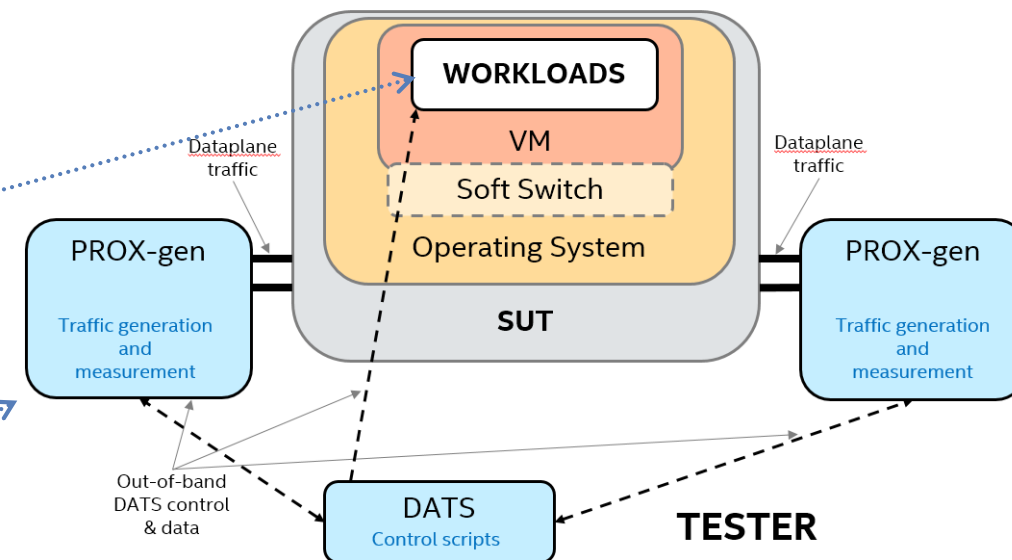 WORKLOADS
VM
Soft Switch
Operating System
SUT
Dataplane
traffic
Dataplane
traffic
PROX-gen
Traffic generation
and
measurement
PROX-gen
Traffic generation
and
measurement
Out-of-band
DATS control
& data
DATS
Control scripts
TESTER